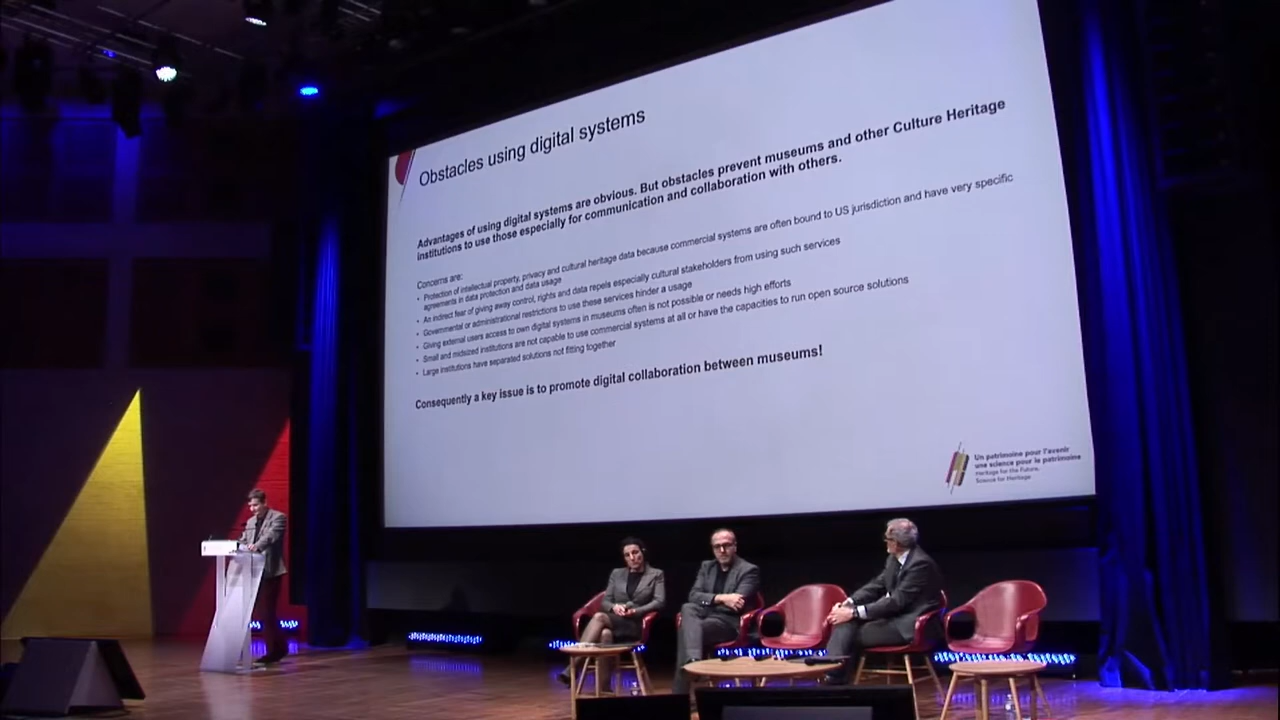 Obstacles using digital systems
Advantages of using digital systems are obvious. But obstacles prevent museums and other Culture Heritage
institutions to use those especially for communication and collaboration with others.
Concerns are:
• Protection of intellectual property, privacy and cultural heritage data because commercial systems are often bound to US jurisdiction and have very specific
agreements in data protection and data usage
• An indirect fear of giving away control, rights and data repels especially cultural stakeholders from using such services
• Governmental or administrational restrictions to use these services hinder a usage
• Giving external users access to own digital systems in museums often is not possible or needs high efforts
• Small and midsized institutions are not capable to use commercial systems at all or have the capacities to run open source solutions
• Large institutions have separated solutions not fitting together
Consequently a key issue is to promote digital collaboration between museums!
Un patrimoine pour l'avenir
une science pour le patrimoine
Heritage for the Future,
Science for Heritage